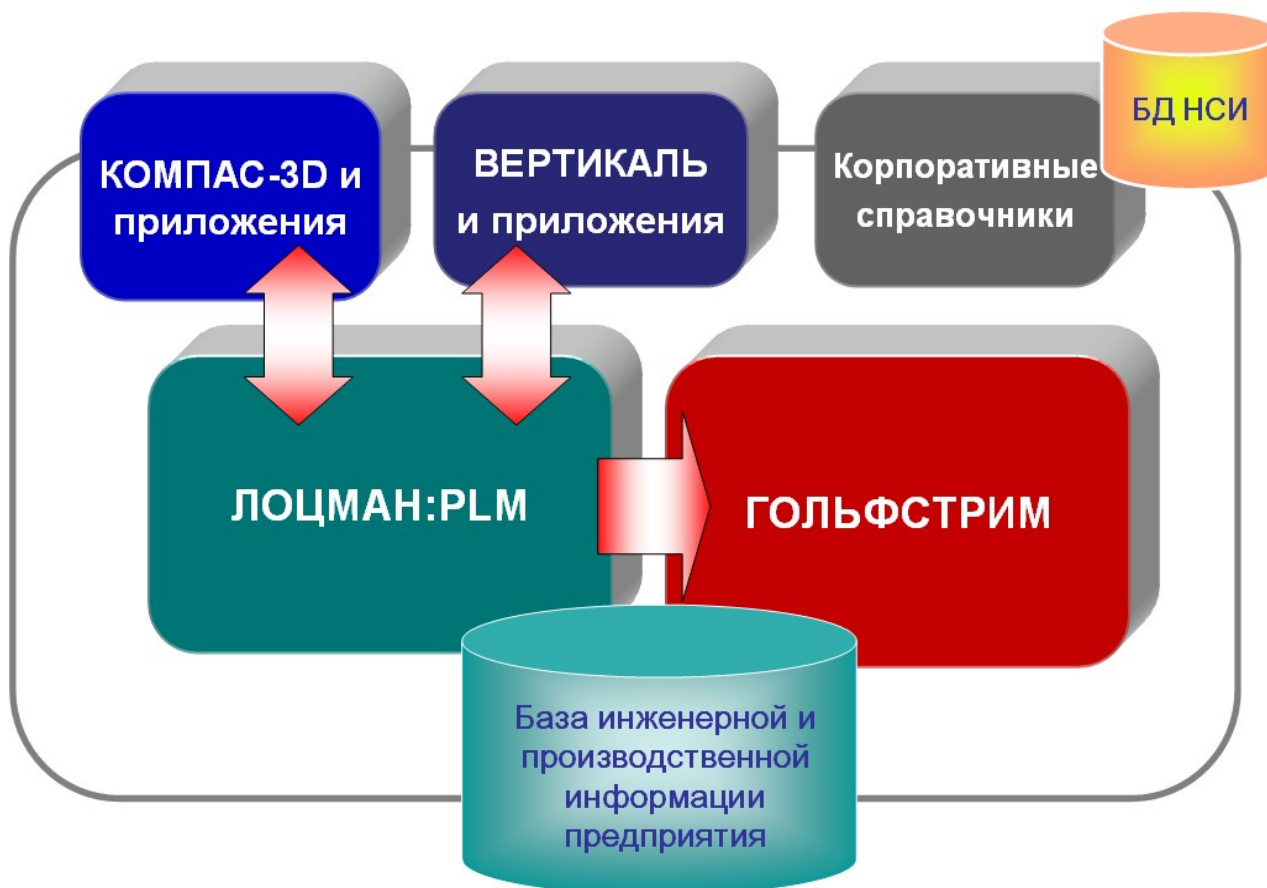 КОМПАС-3D и
приложения
ВЕРТИКАЛЬ
и приложения
Корпоративные
справочники
БД НСИ
ЛОЦМАН:PLM
ГОЛЬФСТРИМ
База инженерной и
производственной
информации
предприятия